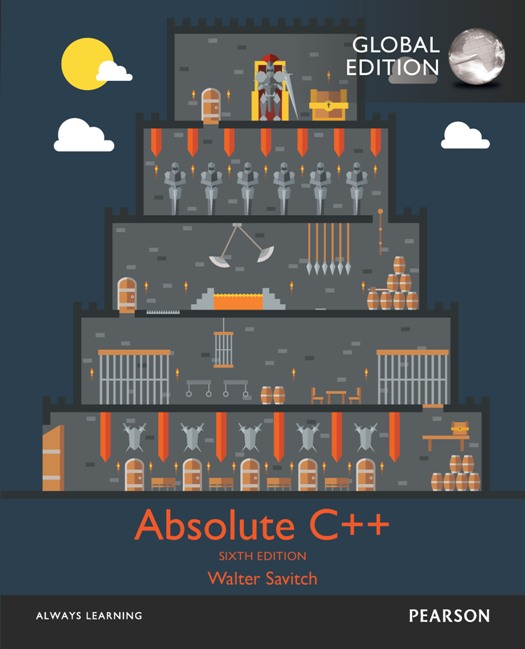 GLOBAL
EDITION
Absolute C++
SIXTH EDITION
Walter Savitch
ALWAYS LEARNING
PEARSON